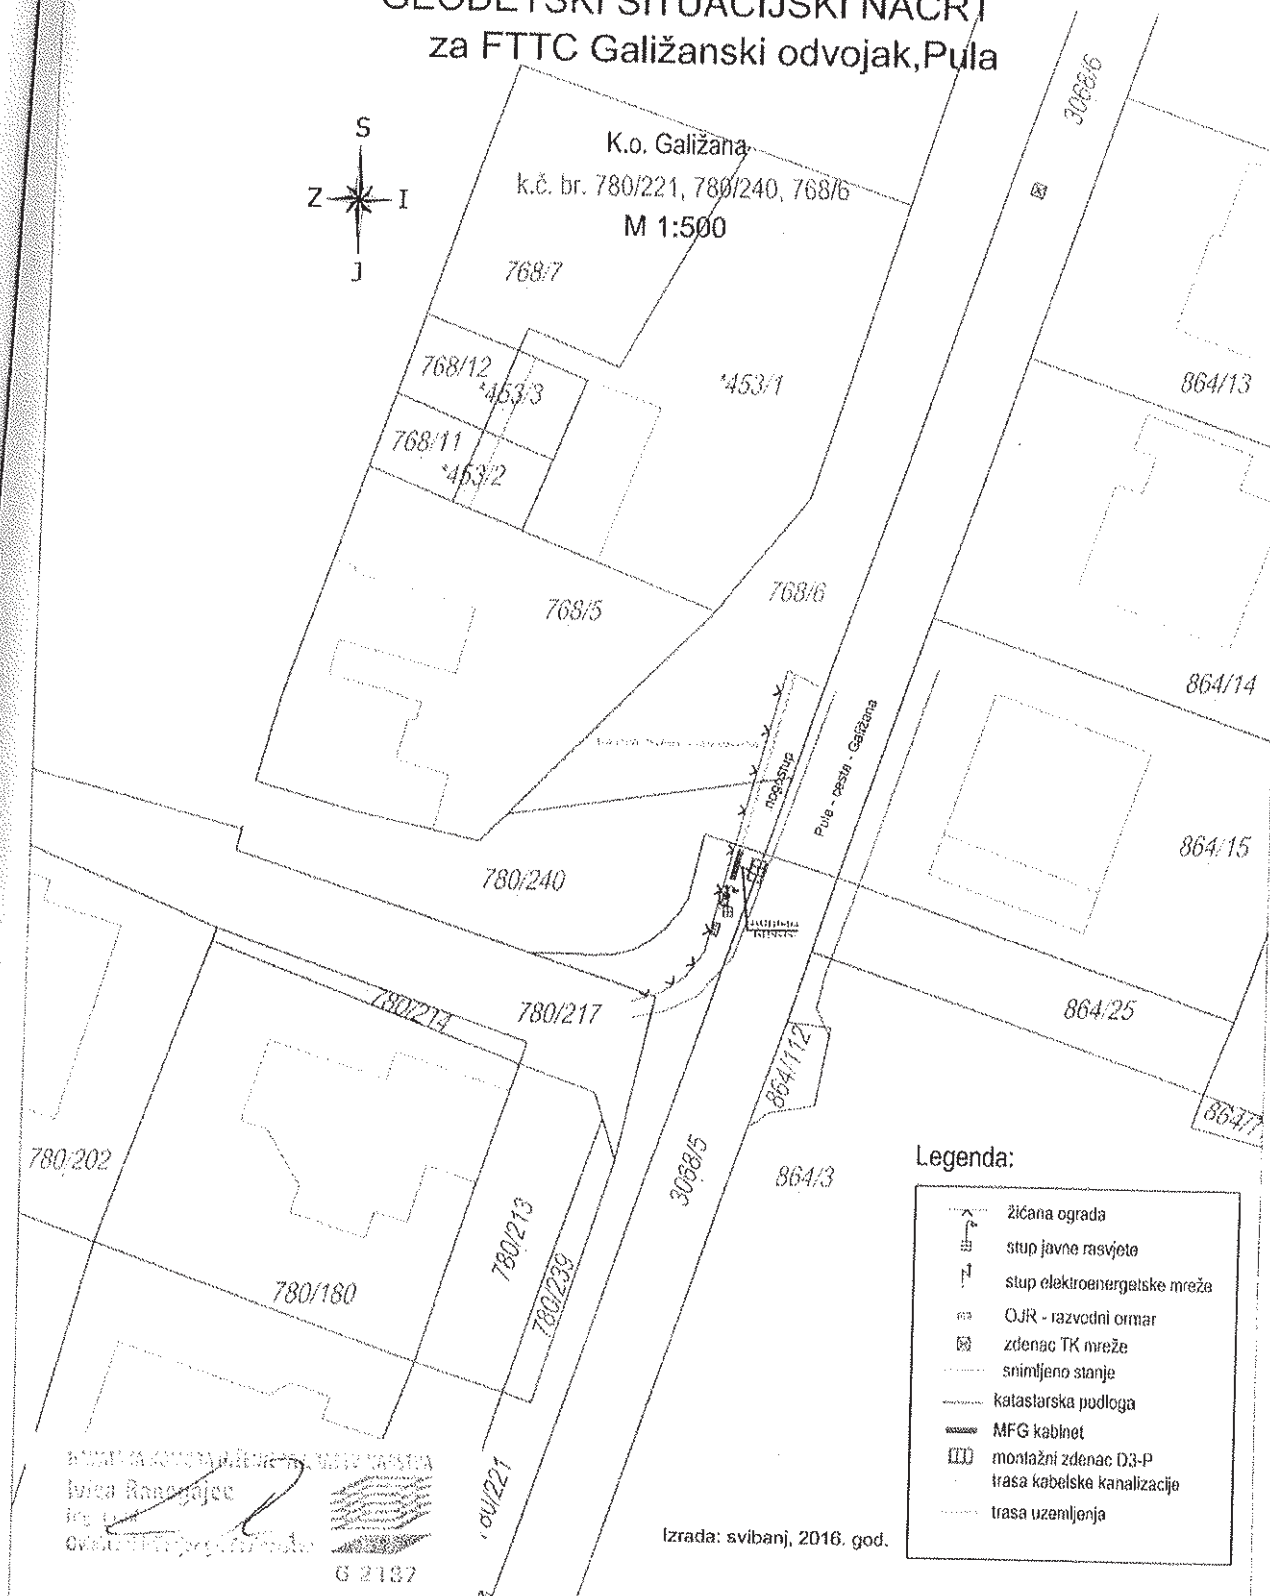 GEODETSKI SITUACIJSKI NACRT
za FTTC Galižanski odvojak,Pula
S
Z
I
J
K.o. Galižana
k.č. br. 780/221, 780/240, 768/6
M 1:500
3068/6
768/7
768/12
*453/3
*453/1
864/13
768/11
*453/2
768/5
768/6
864/14
nogostup
Pula - cesta - Galižana
864/15
780/240
780/214
780/217
864/25
864/112
864/7
780/202
3068/5
864/3
780/213
780/239
780/180
Legenda:
žičana ograda
stup javne rasvjete
stup elektroenergetske mreže
OJR - razvodni ormar
zdenac TK mreže
snimljeno stanje
katastarska podloga
MFG kabinet
montažni zdenac D3-P
trasa kabelske kanalizacije
trasa uzemljenja
Izrada: svibanj, 2016. god.
Ivica
G 2137